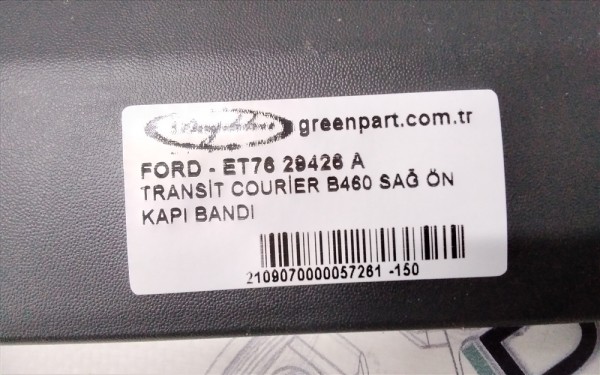 greenpart.com.tr
FORD - ET76 29426 A
TRANSİT COURİER B460 SAĞ ÖN
KAPI BANDI
2109070000057261 -150